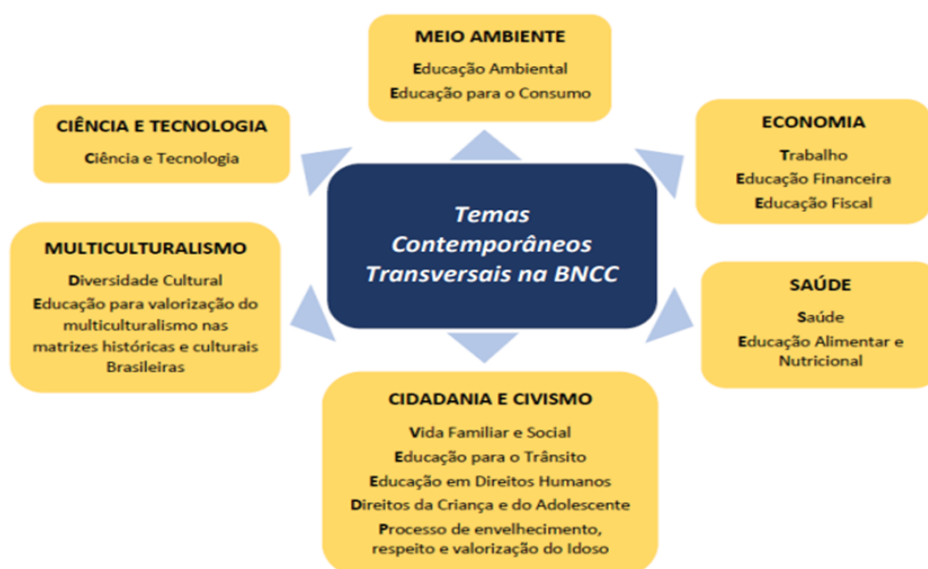 MEIO AMBIENTE
Educação Ambiental
Educação para o Consumo
CIÊNCIA E TECNOLOGIA
Ciência e Tecnologia
ECONOMIA
Trabalho
Educação Financeira
Educação Fiscal
Temas
Contemporâneos
Transversais na BNCC
MULTICULTURALISMO
Diversidade Cultural
Educação para valorização do
multiculturalismo nas
matrizes históricas e culturais
Brasileiras
SAÚDE
Saúde
Educação Alimentar e
Nutricional
CIDADANIA E CIVISMO
Vida Familiar e Social
Educação para o Trânsito
Educação em Direitos Humanos
Direitos da Criança e do Adolescente
Processo de envelhecimento,
respeito e valorização do Idoso